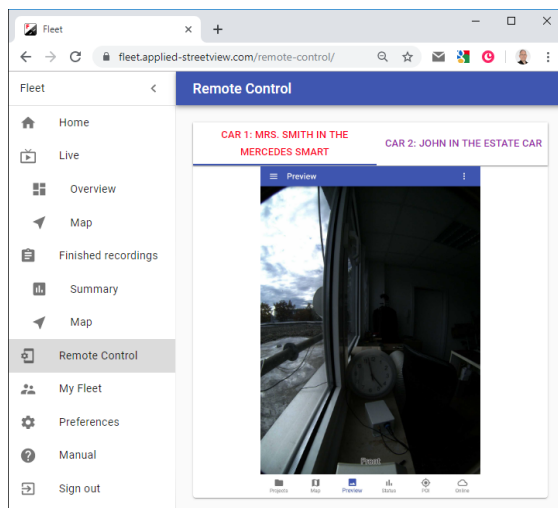 Fleet
fleet.applied-streetview.com/remote-control/
Fleet
Remote Control
Home
Live
Overview
Map
Finished recordings
Summary
Map
Remote Control
My Fleet
Preferences
Manual
Sign out
CAR 1: MRS. SMITH IN THE
MERCEDES SMART
CAR 2: JOHN IN THE ESTATE CAR
Preview
Front
Projects
Map
Preview
Status
POI
Online